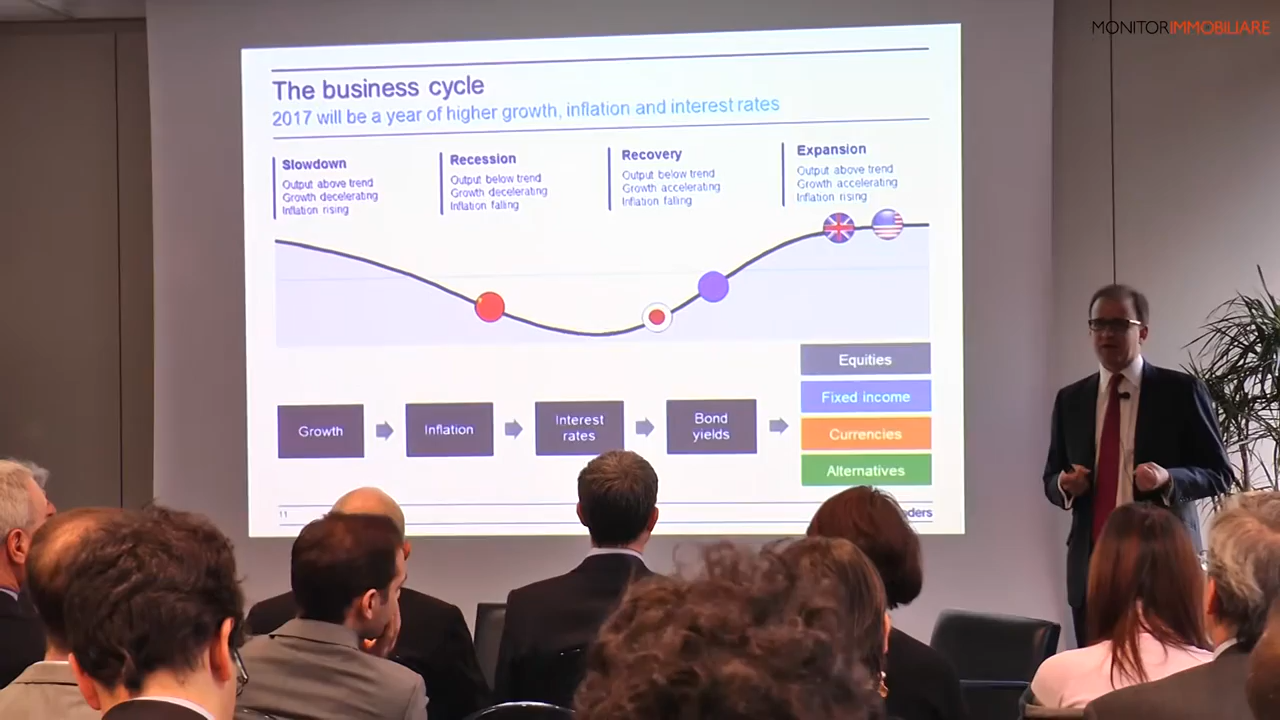 MONITORIMMOBILIARE
The business cycle
2017 will be a year of higher growth, inflation and interest rates
Slowdown
Output above trend
Growth decelerating
Inflation rising
Recession
Output below trend
Growth decelerating
Inflation falling
Recovery
Output below trend
Growth accelerating
Inflation falling
Expansion
Output above trend
Growth accelerating
Inflation rising
Growth
Inflation
Interest
rates
Bond
yields
Equities
Fixed income
Currencies
Alternatives
11